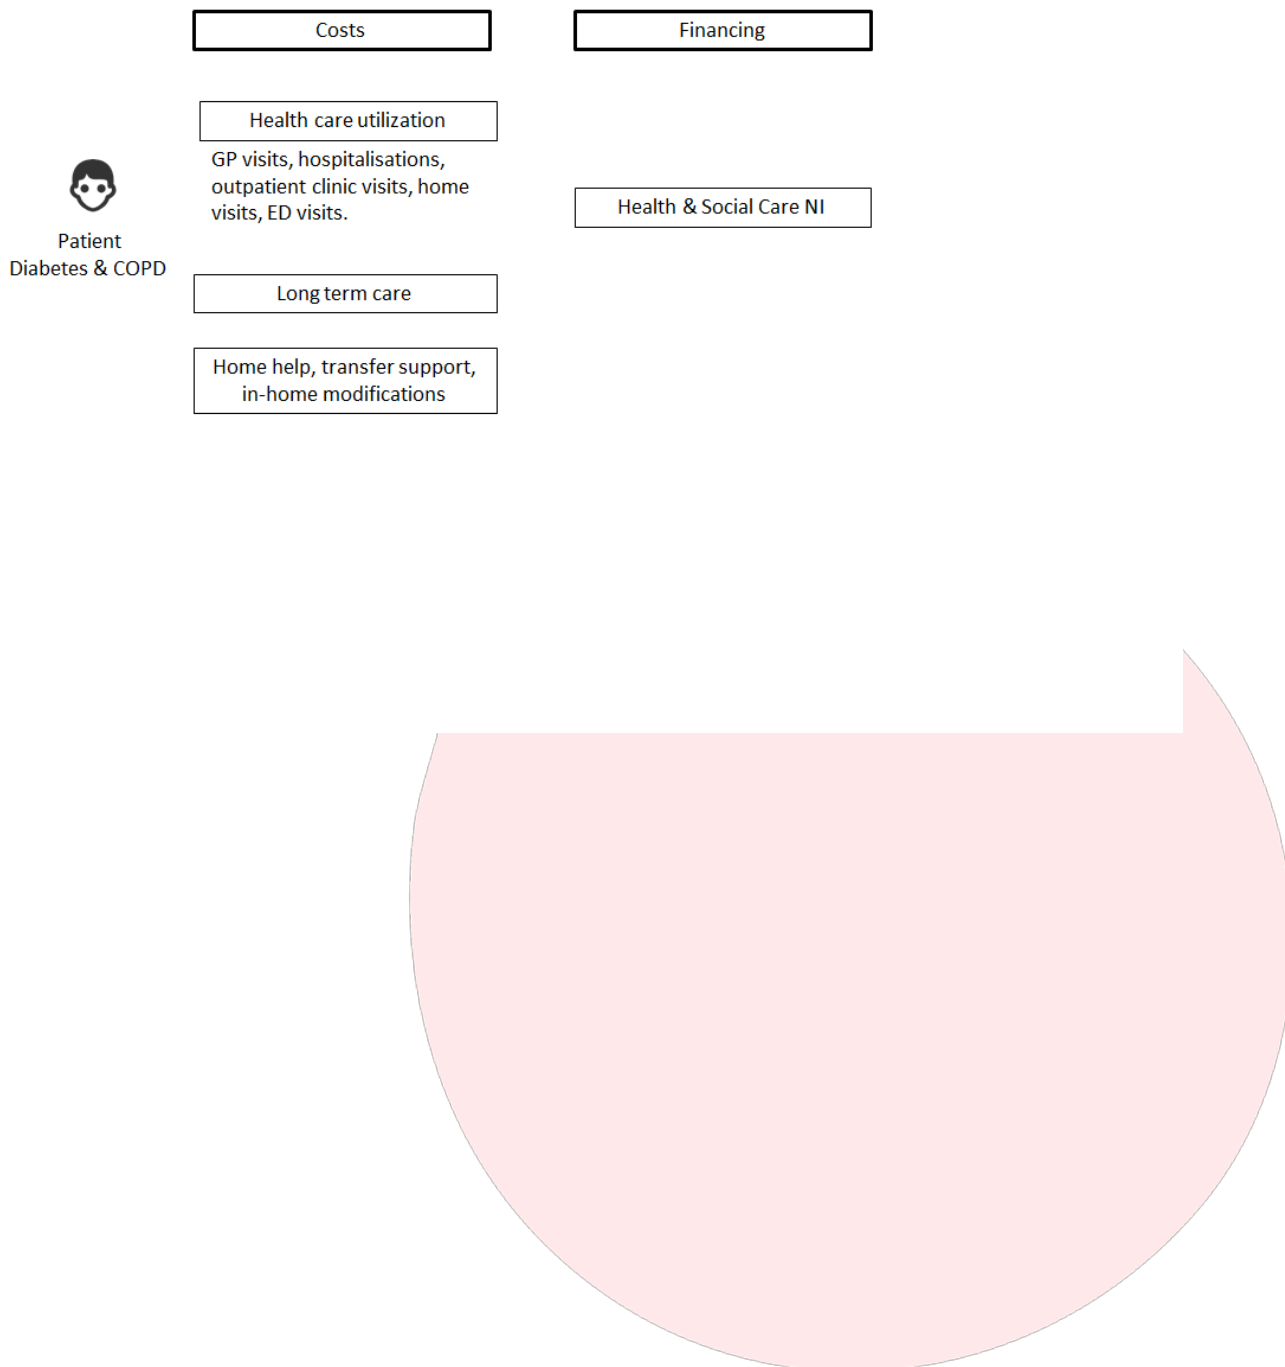 Costs
Financing
Health care utilization
GP visits, hospitalisations,
outpatient clinic visits, home
visits, ED visits.
Health & Social Care NI
Patient
Diabetes & COPD
Long term care
Home help, transfer support,
in-home modifications